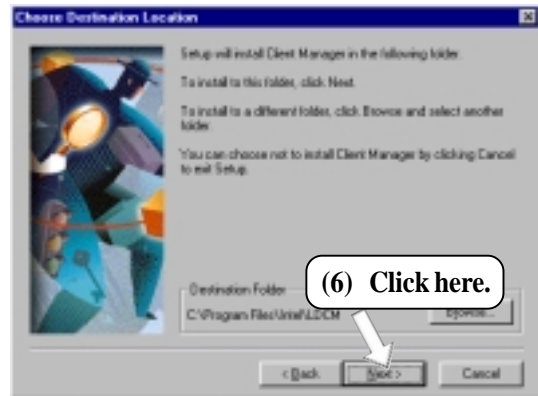 Choose Destination Location
Setup will install Client Manager in the following folder.
To install to this folder, click Next.
To install to a different folder, click Browse and select another
folder.
You can choose not to install Client Manager by clicking Cancel
to exit Setup.
(6) Click here.
Destination Folder
C:\Program Files\Intel\LDCM
Browse...
< Back
Next >
Cancel